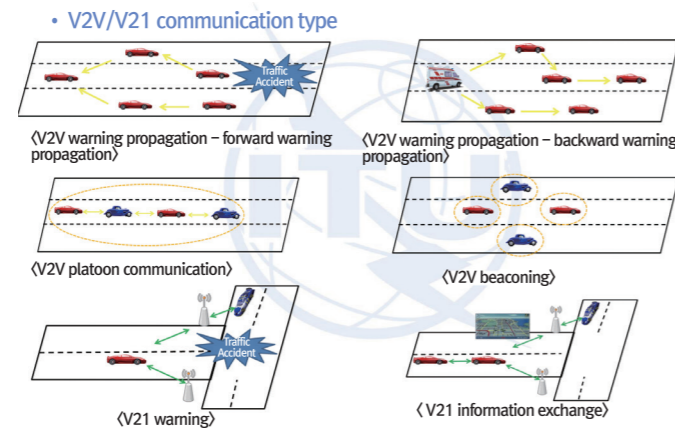 • V2V/V21 communication type
Traffic
Accident
〈V2V warning propagation – forward warning
propagation〉
〈V2V warning propagation – backward warning
propagation〉
〈V2V platoon communication〉
〈V2V beaconing〉
Traffic
Accident
〈V21 warning〉
〈 V21 information exchange〉
ITU